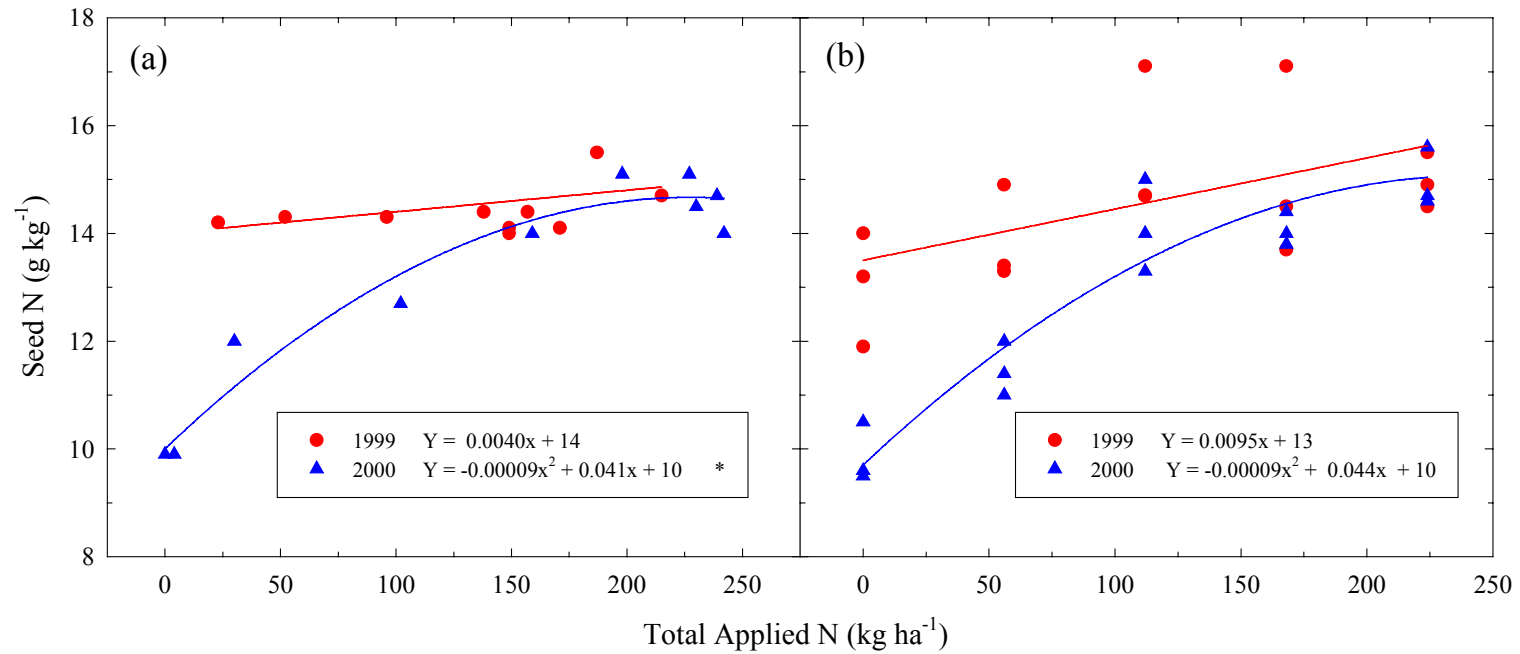 (a)
(b)
18
16
14
12
10
8
Seed N (g kg⁻¹)
1999 Y = 0.0040x + 14
2000 Y = -0.00009x² + 0.041x + 10 *
1999 Y = 0.0095x + 13
2000 Y = -0.00009x² + 0.044x + 10
0 50 100 150 200 250
0 50 100 150 200 250
Total Applied N (kg ha⁻¹)